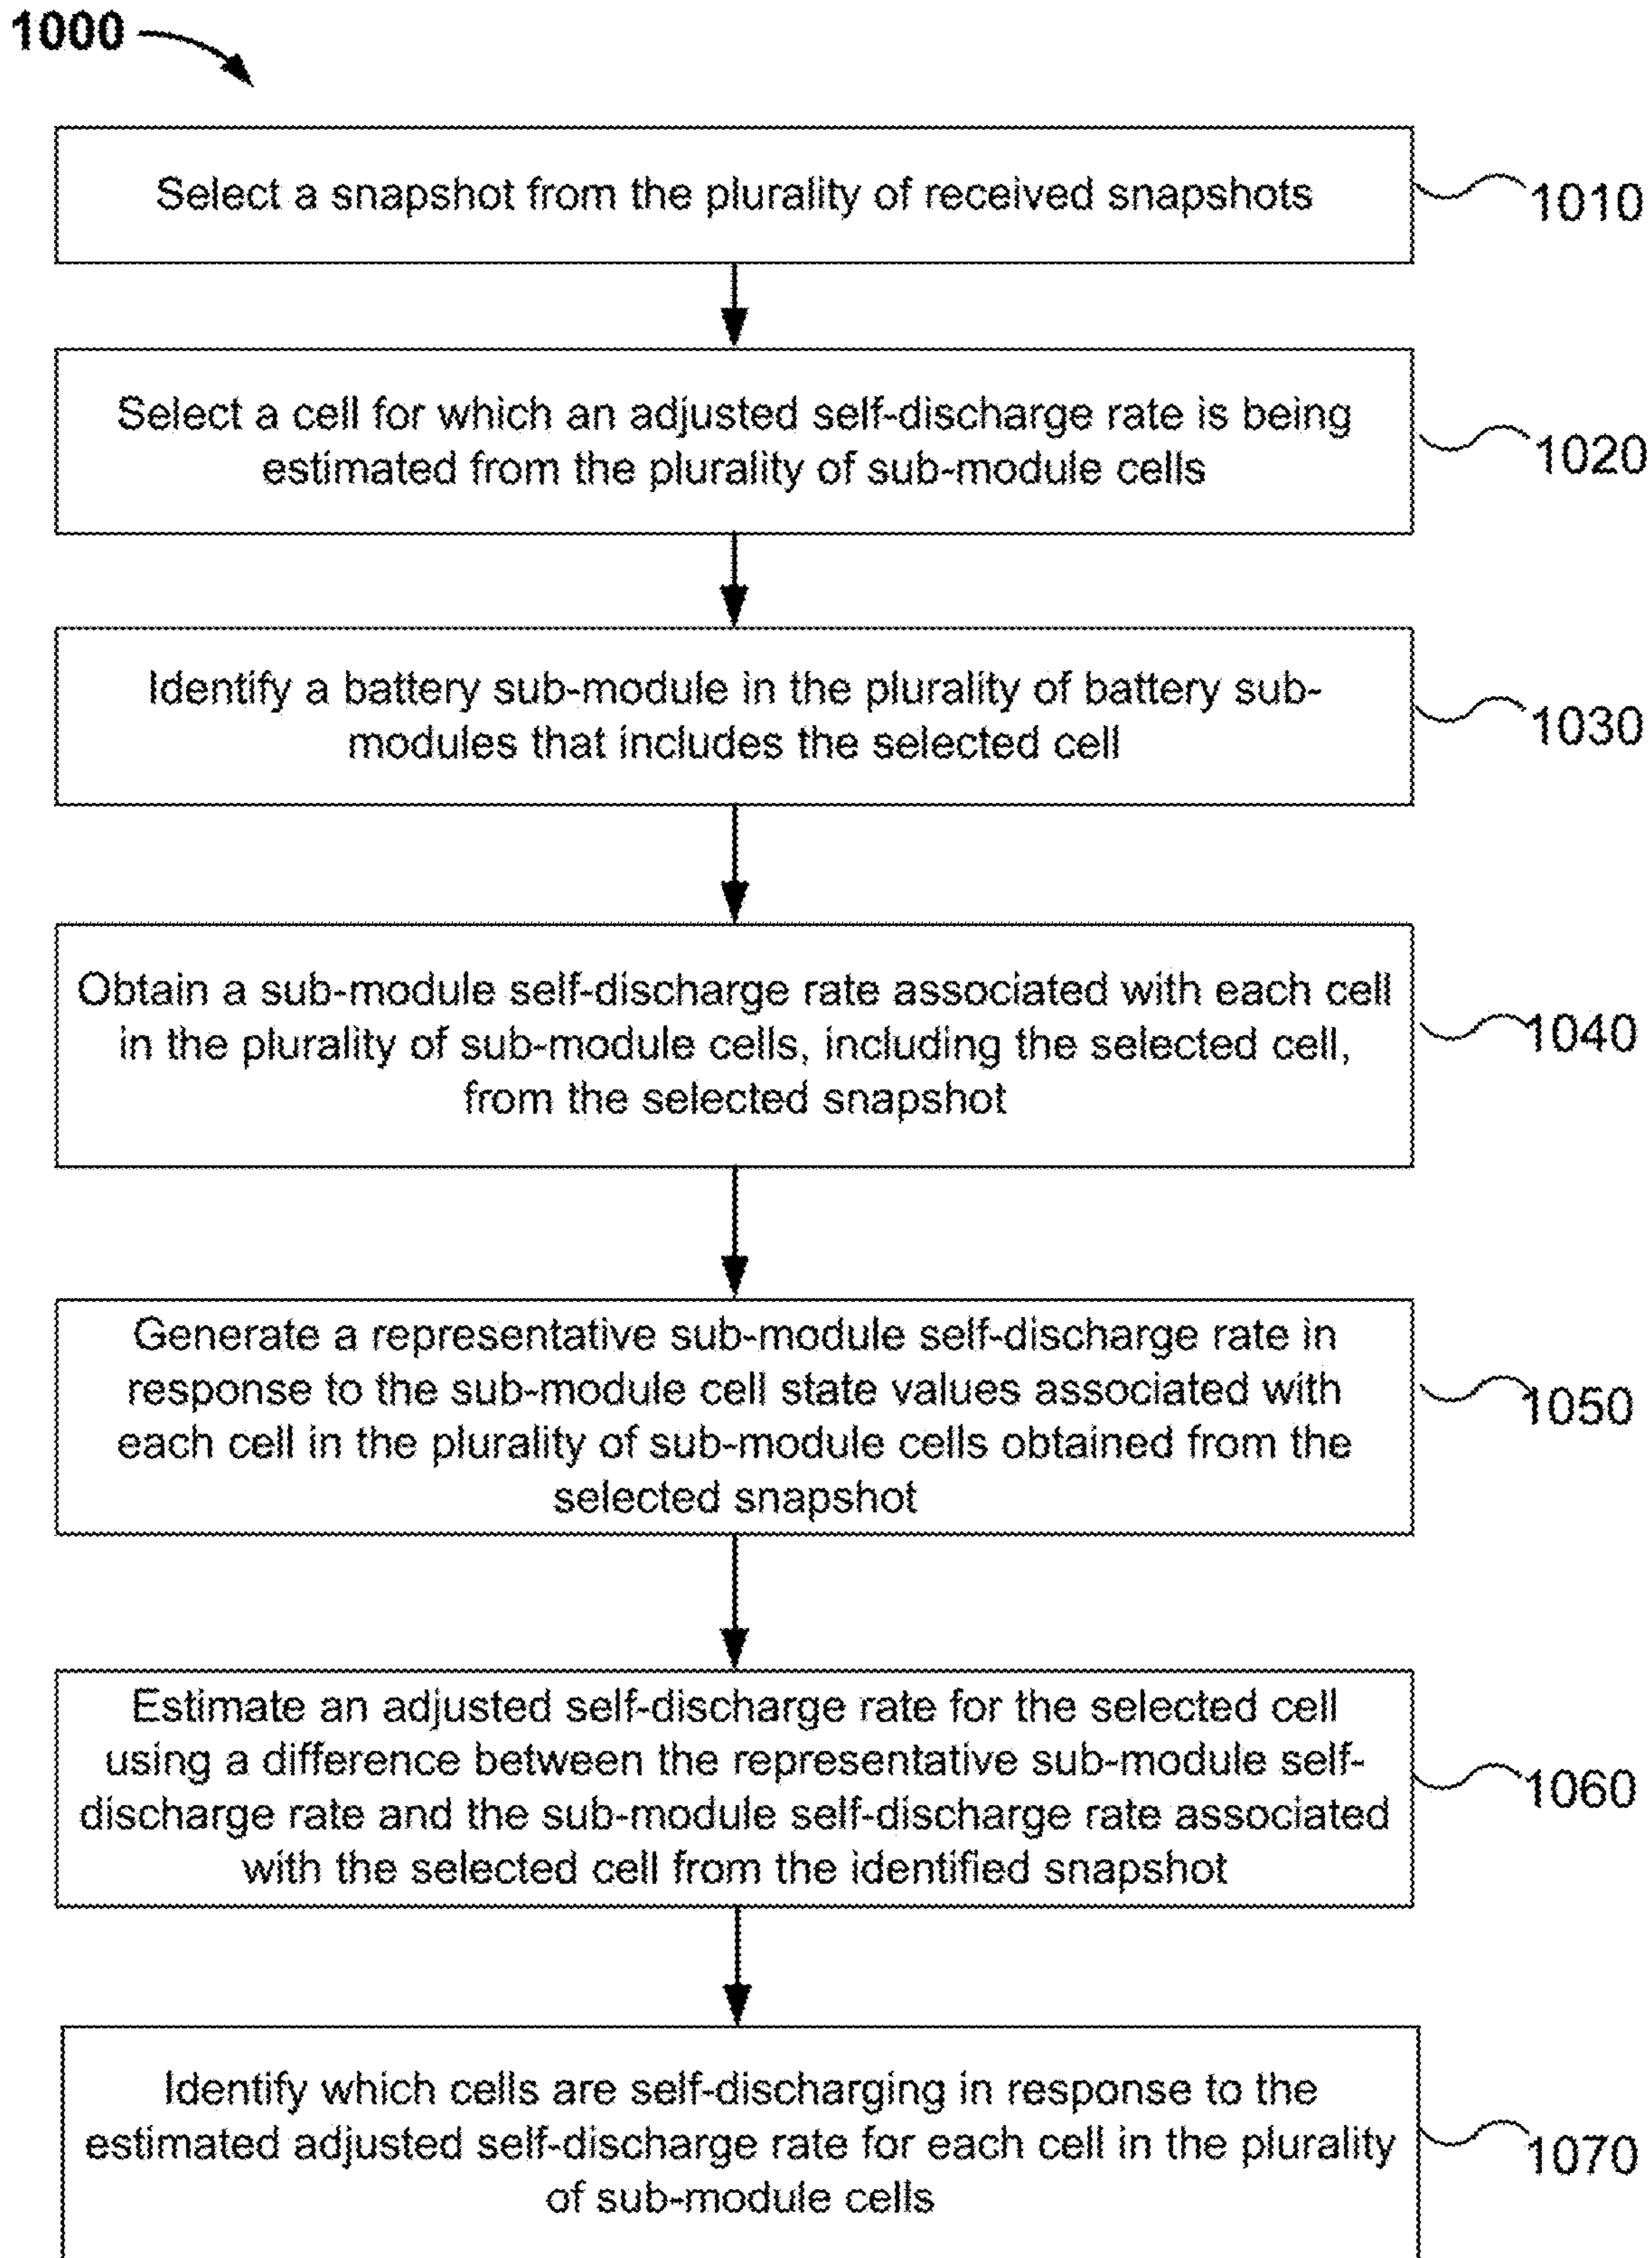 1000
Select a snapshot from the plurality of received snapshots
1010
Select a cell for which an adjusted self-discharge rate is being
estimated from the plurality of sub-module cells
1020
Identify a battery sub-module in the plurality of battery sub-
modules that includes the selected cell
1030
Obtain a sub-module self-discharge rate associated with each cell
in the plurality of sub-module cells, including the selected cell,
from the selected snapshot
1040
Generate a representative sub-module self-discharge rate in
response to the sub-module cell state values associated with
each cell in the plurality of sub-module cells obtained from the
selected snapshot
1050
Estimate an adjusted self-discharge rate for the selected cell
using a difference between the representative sub-module self-
discharge rate and the sub-module self-discharge rate associated
with the selected cell from the identified snapshot
1060
Identify which cells are self-discharging in response to the
estimated adjusted self-discharge rate for each cell in the plurality
of sub-module cells
1070